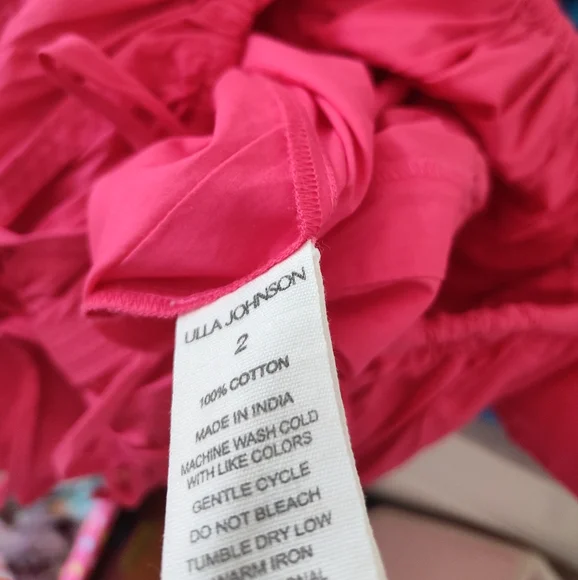 ULLA JOHNSON
2
100% COTTON
MADE IN INDIA
MACHINE WASH COLD
WITH LIKE COLORS
GENTLE CYCLE
DO NOT BLEACH
TUMBLE DRY LOW
WARM IRON